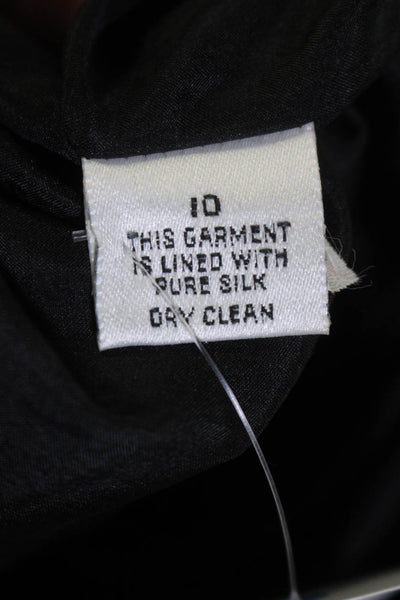 10
THIS GARMENT
IS LINED WITH
PURE SILK
DRY CLEAN